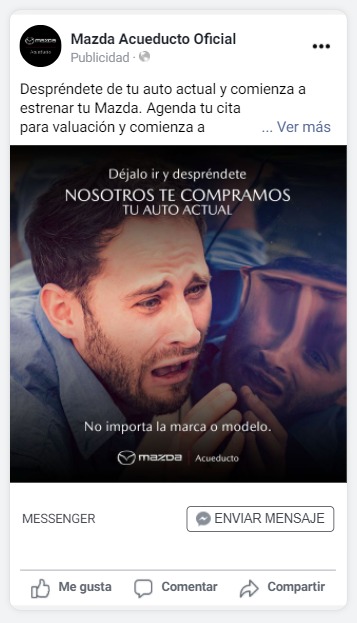 Mazda Acueducto Oficial
Publicidad ·
Despréndete de tu auto actual y comienza a
estrenar tu Mazda. Agenda tu cita
para valuación y comienza a ... Ver más
Déjalo ir y despréndete
NOSOTROS TE COMPRAMOS
TU AUTO ACTUAL
No importa la marca o modelo.
mazda Acueducto
MESSENGER
ENVIAR MENSAJE
Me gusta Comentar Compartir